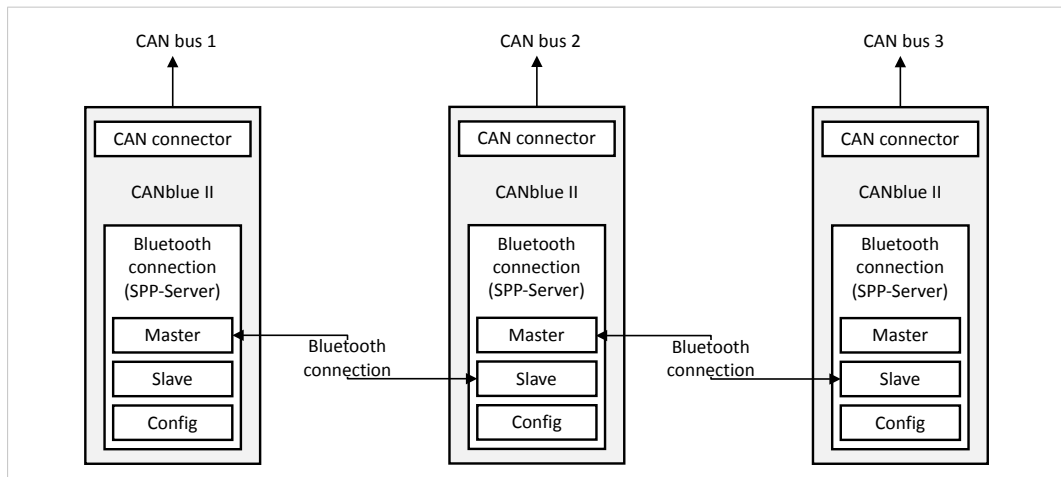 CAN bus 1
CAN bus 2
CAN bus 3
CAN connector
CAN connector
CAN connector
CANblue II
CANblue II
CANblue II
Bluetooth
connection
(SPP-Server)
Master
Slave
Config
Bluetooth
connection
Bluetooth
connection
(SPP-Server)
Master
Slave
Config
Bluetooth
connection
Bluetooth
connection
(SPP-Server)
Master
Slave
Config